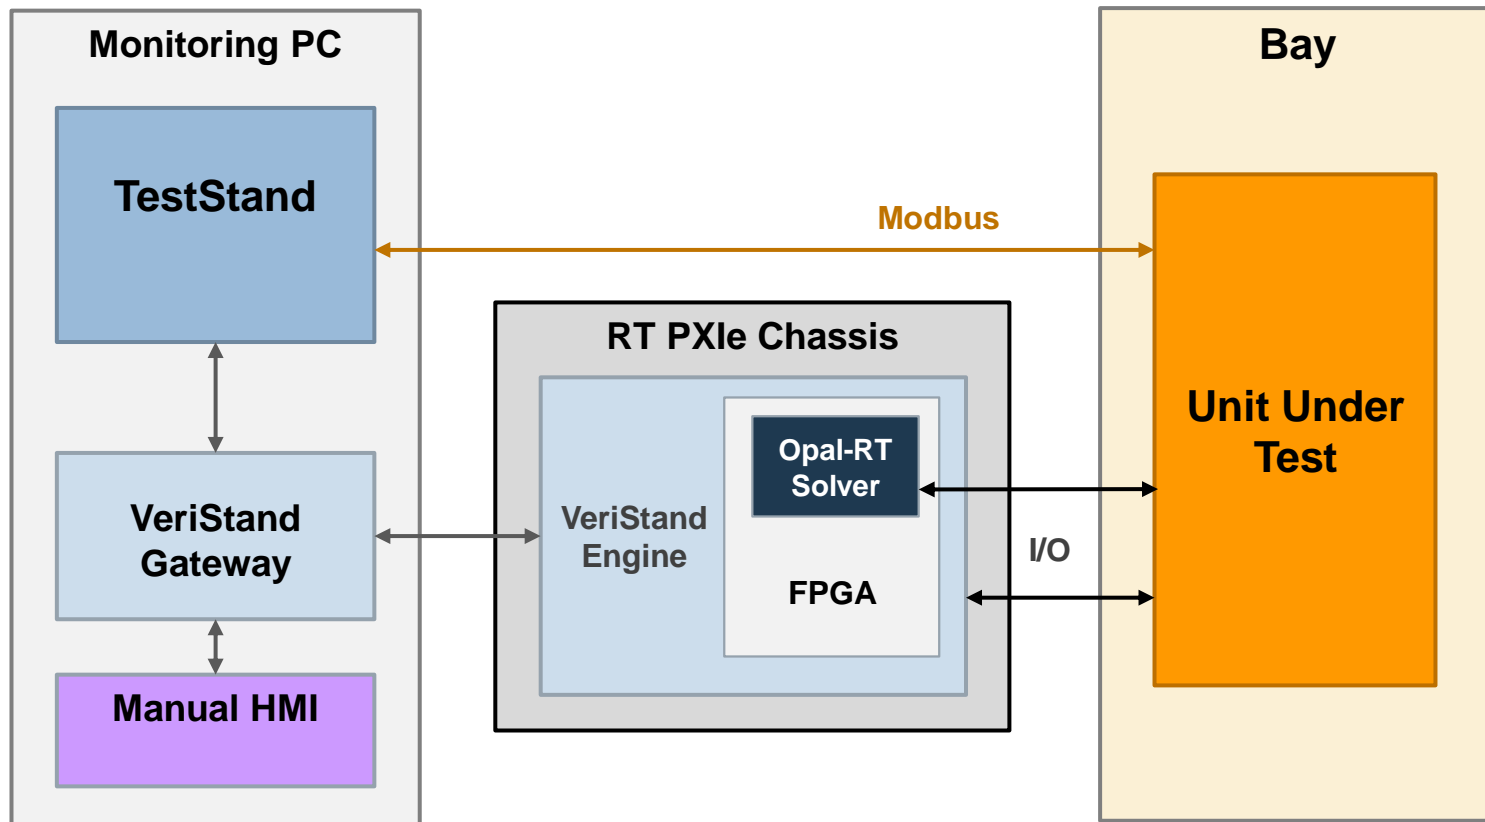 Monitoring PC
TestStand
VeriStand
Gateway
Manual HMI
Modbus
RT PXIe Chassis
VeriStand
Engine
Opal-RT
Solver
FPGA
I/O
Bay
Unit Under
Test